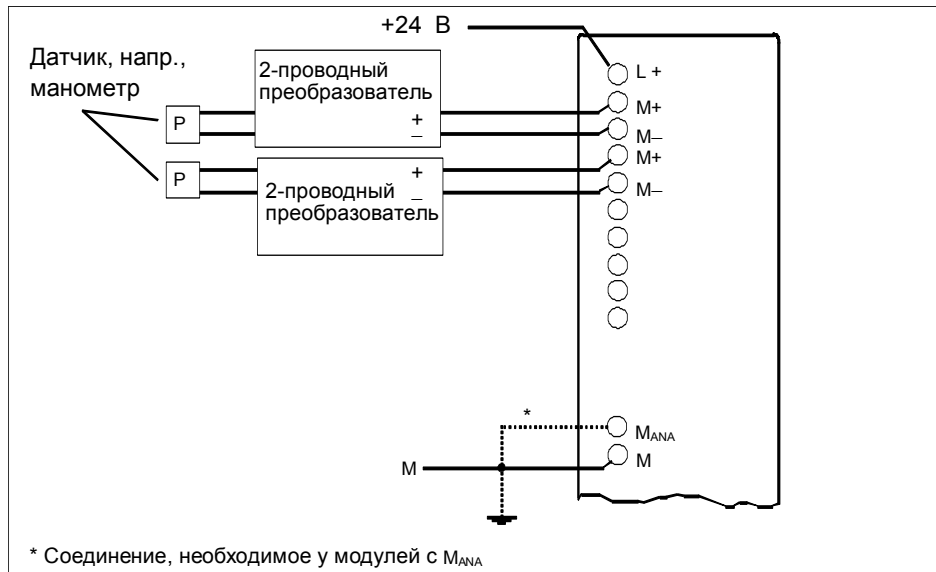 +24 В
Датчик, напр.,
манометр
2-проводный
преобразователь
+
–
P
L +
M+
M–
M+
M–
P
+
–
2-проводный
преобразователь
*
MANA
M
M
* Соединение, необходимое у модулей с MANA